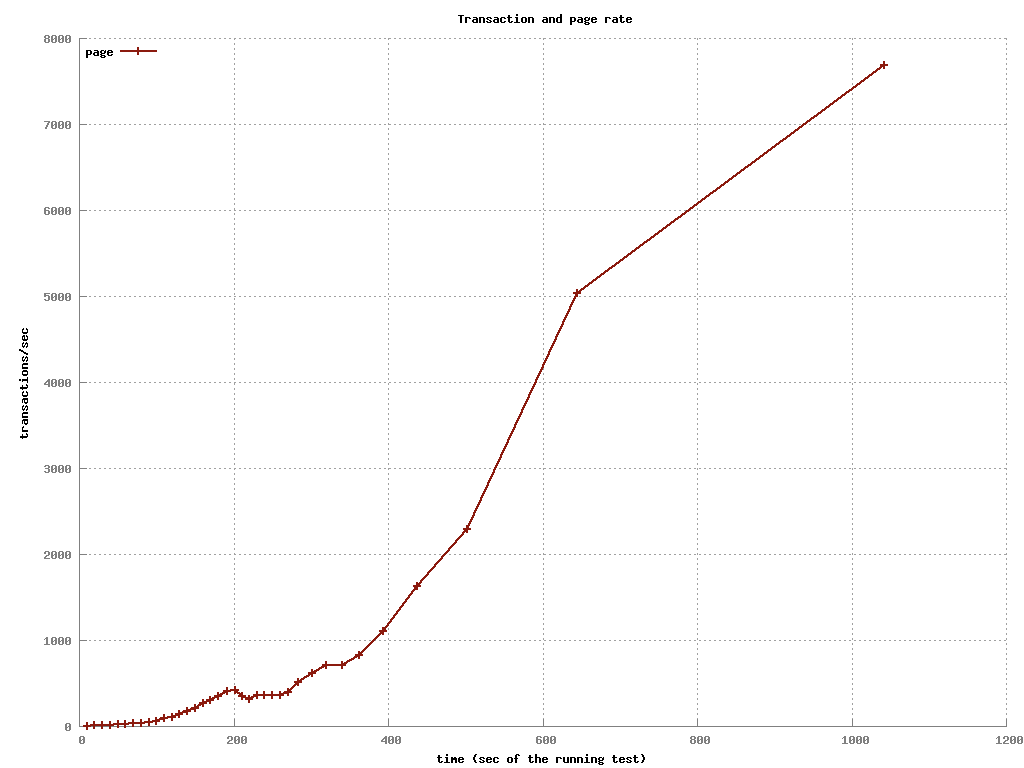 Transaction and page rate
page
8000
7000
6000
5000
4000
3000
2000
1000
0
transactions/sec
0 200 400 600 800 1000 1200
time (sec of the running test)